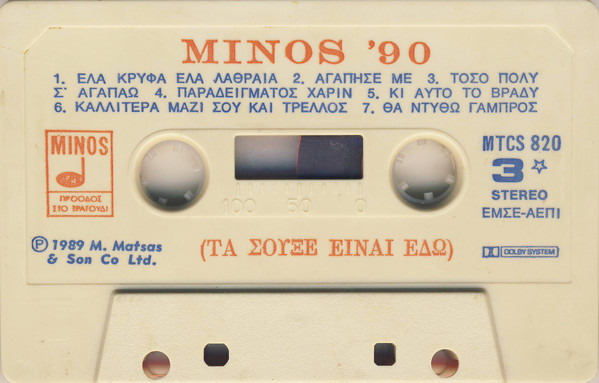 MINOS '90
1. ΕΛΑ ΚΡΥΦΑ ΕΛΑ ΛΑΘΡΑΙΑ 2. ΑΓΑΠΗΣΕ ΜΕ 3. ΤΟΣΟ ΠΟΛΥ
Σ' ΑΓΑΠΑΩ 4. ΠΑΡΑΔΕΙΓΜΑΤΟΣ ΧΑΡΙΝ 5. ΚΙ ΑΥΤΟ ΤΟ ΒΡΑΔΥ
6. ΚΑΛΛΙΤΕΡΑ ΜΑΖΙ ΣΟΥ ΚΑΙ ΤΡΕΛΛΟΣ 7. ΘΑ ΝΤΥΘΩ ΓΑΜΠΡΟΣ
MINOS
ΠΡΟΟΔΟΣ
ΣΤΟ ΤΡΑΓΟΥΔΙ
100 50 0
MTCS 820
3
STEREO
ΕΜΣΕ-ΑΕΠΙ
Ⓟ 1989 M. Matsas
& Son Co Ltd.
(ΤΑ ΣΟΥΞΕ ΕΙΝΑΙ ΕΔΩ)
DOLBY SYSTEM